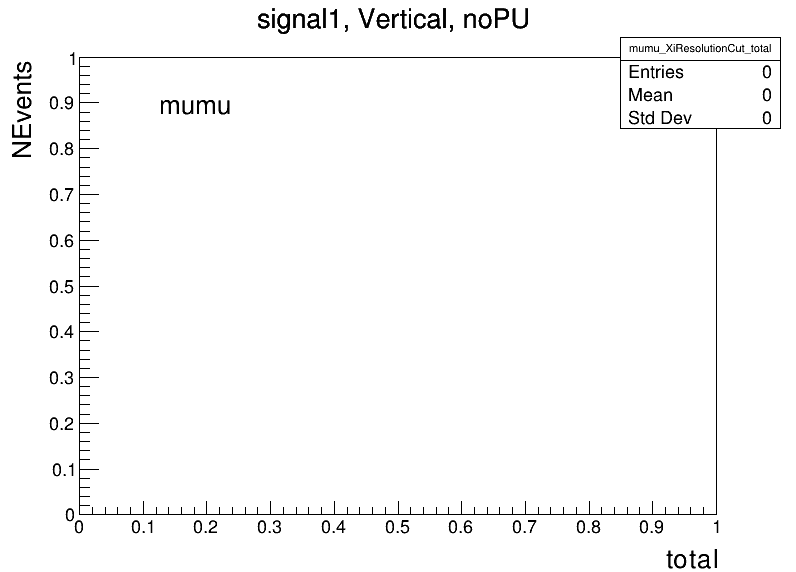 signal1, Vertical, noPU
mumu_XiResolutionCut_total
Entries 0
Mean 0
Std Dev 0
NEvents
mumu
1
0.9
0.8
0.7
0.6
0.5
0.4
0.3
0.2
0.1
0
0 0.1 0.2 0.3 0.4 0.5 0.6 0.7 0.8 0.9 1
total